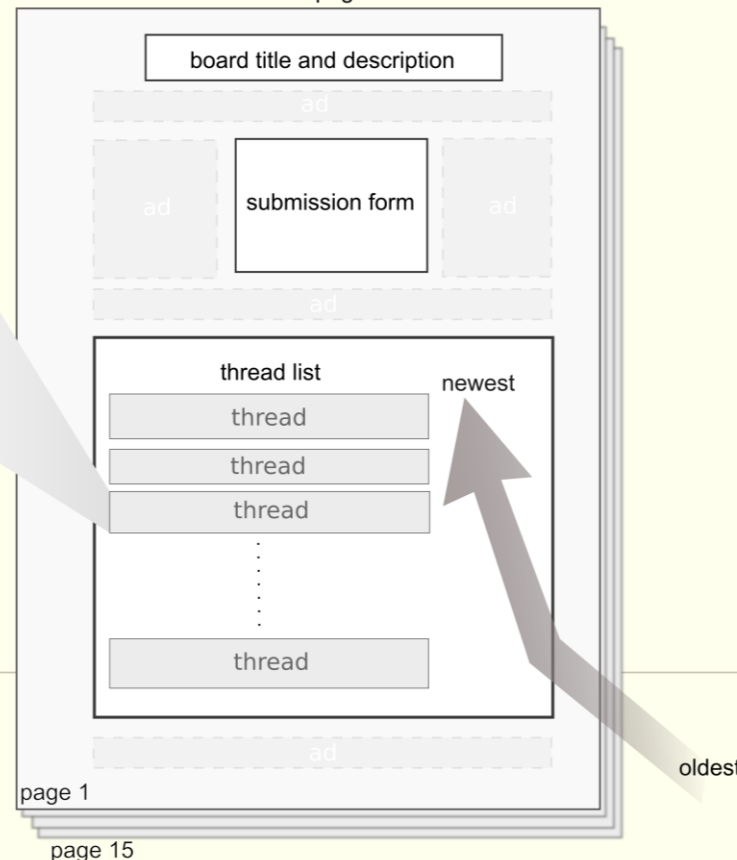 board title and description
ad
submission form
ad
ad
ad
thread list
newest
thread
thread
thread
thread
ad
oldest
page 1
page 15